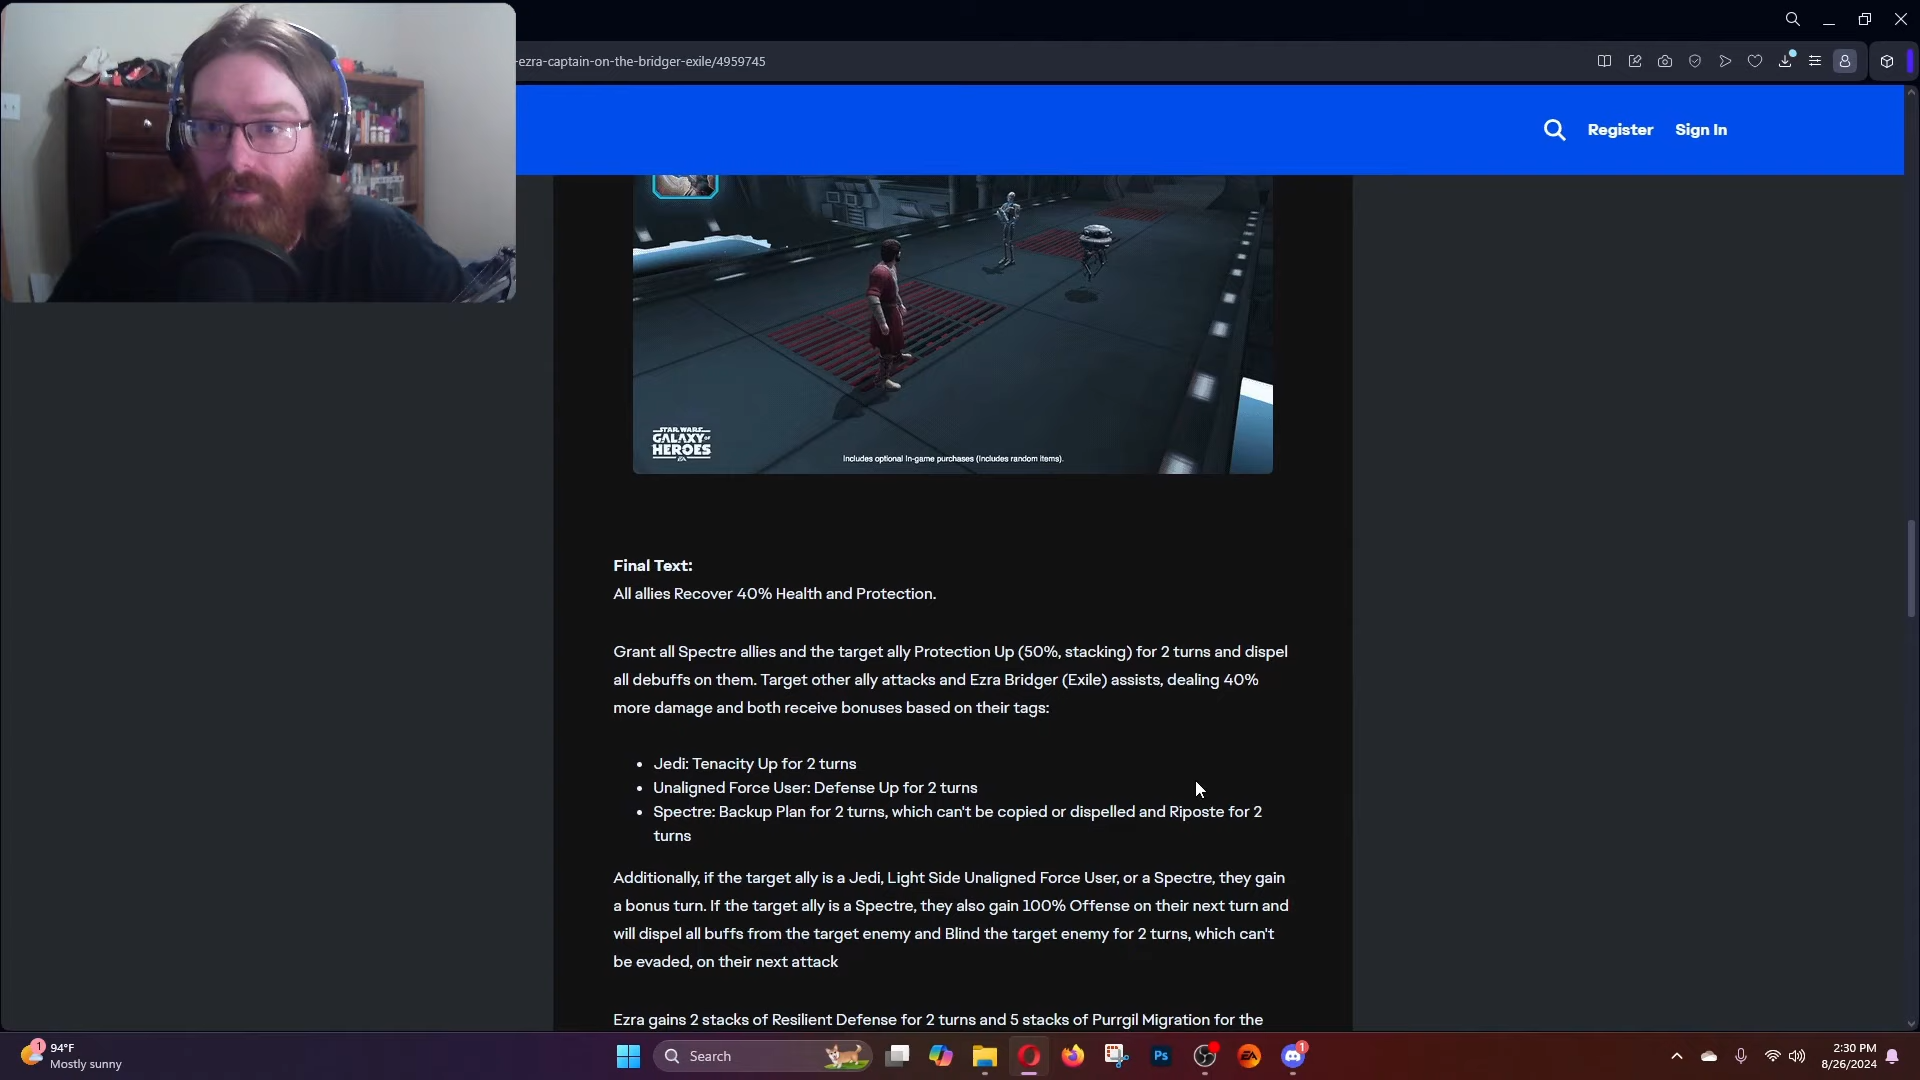 -ezra-captain-on-the-bridger-exile/4959745
Register Sign In
STAR WARS
GALAXY OF
HEROES
EA
Includes optional in-game purchases (includes random items).
Final Text:
All allies Recover 40% Health and Protection.
Grant all Spectre allies and the target ally Protection Up (50%, stacking) for 2 turns and dispel
all debuffs on them. Target other ally attacks and Ezra Bridger (Exile) assists, dealing 40%
more damage and both receive bonuses based on their tags:
• Jedi: Tenacity Up for 2 turns
• Unaligned Force User: Defense Up for 2 turns
• Spectre: Backup Plan for 2 turns, which can't be copied or dispelled and Riposte for 2
turns
Additionally, if the target ally is a Jedi, Light Side Unaligned Force User, or a Spectre, they gain
a bonus turn. If the target ally is a Spectre, they also gain 100% Offense on their next turn and
will dispel all buffs from the target enemy and Blind the target enemy for 2 turns, which can't
be evaded, on their next attack
Ezra gains 2 stacks of Resilient Defense for 2 turns and 5 stacks of Purrgil Migration for the
1
94°F
Mostly sunny
Search
Ps
EA
1
2:30 PM
8/26/2024